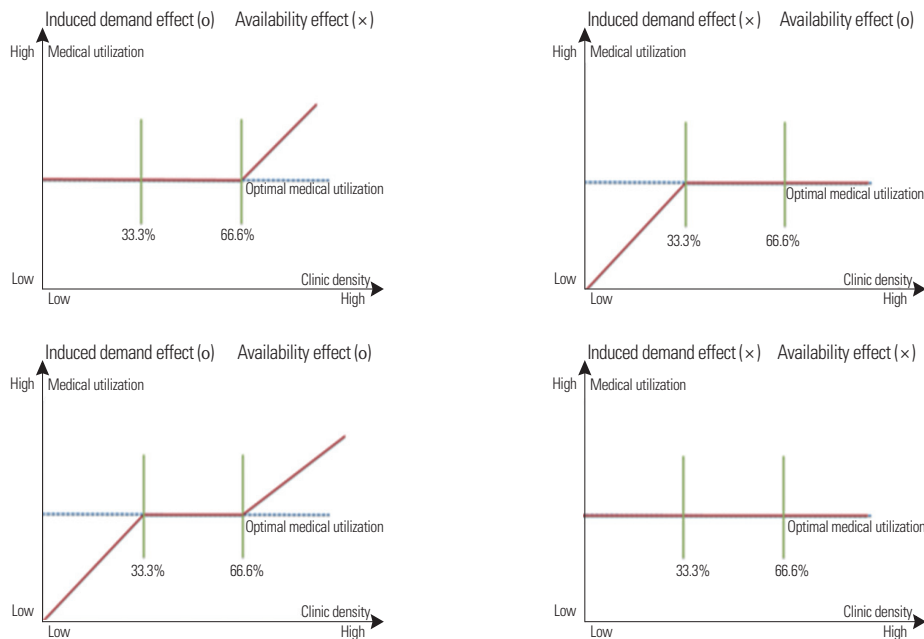 Induced demand effect (o) Availability effect (×)
High Medical utilization
Optimal medical utilization
33.3% 66.6%
Low Clinic density
Low High
Induced demand effect (×) Availability effect (o)
High Medical utilization
Optimal medical utilization
33.3% 66.6%
Low Clinic density
Low High
Induced demand effect (o) Availability effect (o)
High Medical utilization
Optimal medical utilization
33.3% 66.6%
Low Clinic density
Low High
Induced demand effect (×) Availability effect (×)
High Medical utilization
Optimal medical utilization
33.3% 66.6%
Low Clinic density
Low High